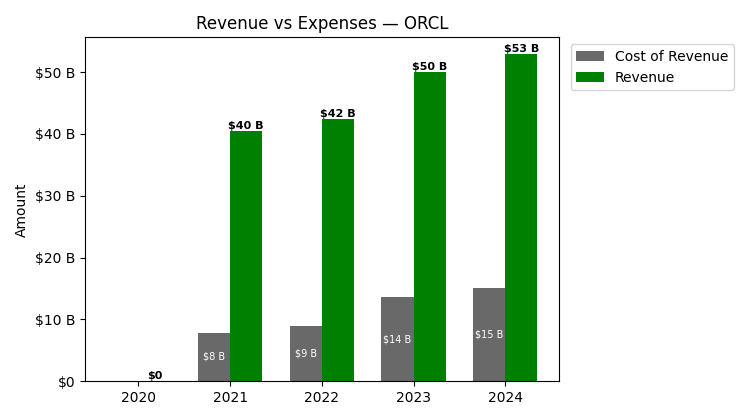 Revenue vs Expenses — ORCL
Cost of Revenue
Revenue
Amount
$50 B
$40 B
$30 B
$20 B
$10 B
$0
$0
$8 B
$40 B
$9 B
$42 B
$14 B
$50 B
$15 B
$53 B
2020
2021
2022
2023
2024